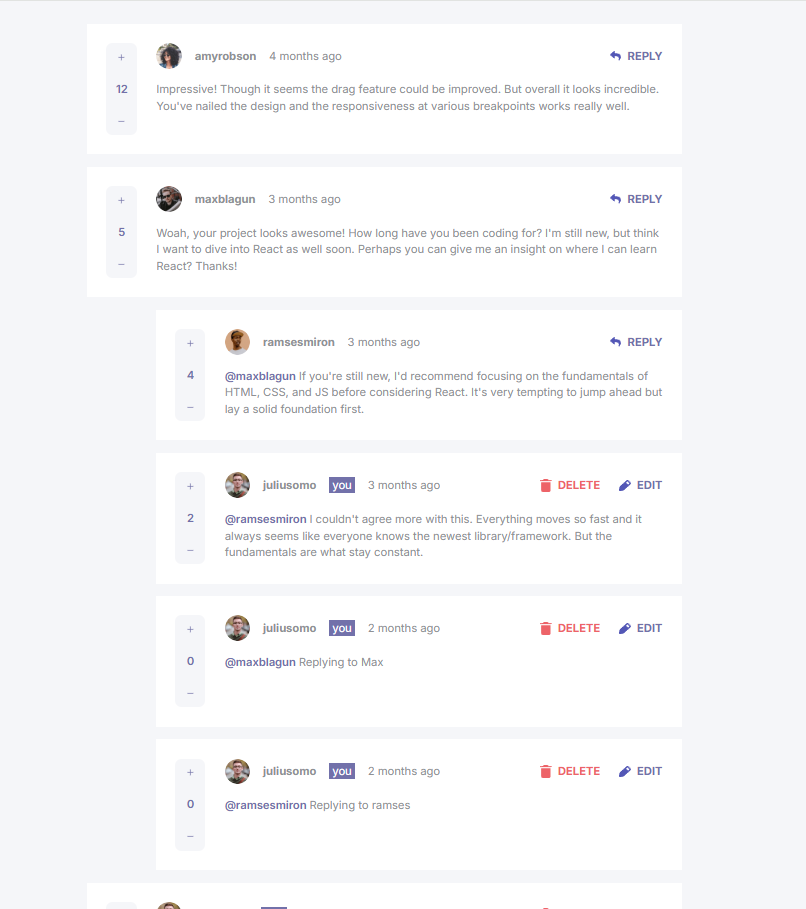 +
amyrobson 4 months ago REPLY
12
Impressive! Though it seems the drag feature could be improved. But overall it looks incredible.
You've nailed the design and the responsiveness at various breakpoints works really well.
–
+
maxblagun 3 months ago REPLY
5
Woah, your project looks awesome! How long have you been coding for? I'm still new, but think
I want to dive into React as well soon. Perhaps you can give me an insight on where I can learn
React? Thanks!
–
+
ramsesmiron 3 months ago REPLY
4
@maxblagun If you're still new, I'd recommend focusing on the fundamentals of
HTML, CSS, and JS before considering React. It's very tempting to jump ahead but
lay a solid foundation first.
–
+
juliusomo you 3 months ago DELETE EDIT
2
@ramsesmiron I couldn't agree more with this. Everything moves so fast and it
always seems like everyone knows the newest library/framework. But the
fundamentals are what stay constant.
–
+
juliusomo you 2 months ago DELETE EDIT
0
@maxblagun Replying to Max
–
+
juliusomo you 2 months ago DELETE EDIT
0
@ramsesmiron Replying to ramses
–